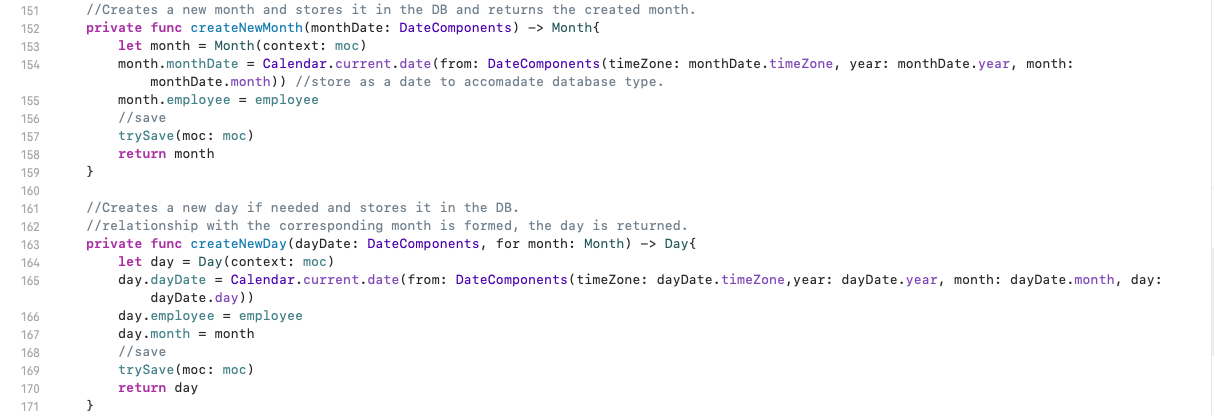 151 //Creates a new month and stores it in the DB and returns the created month.
152 private func createNewMonth(monthDate: DateComponents) -> Month{
153 let month = Month(context: moc)
154 month.monthDate = Calendar.current.date(from: DateComponents(timeZone: monthDate.timeZone, year: monthDate.year, month:
monthDate.month)) //store as a date to accomadate database type.
155 month.employee = employee
156 //save
157 trySave(moc: moc)
158 return month
159 }
160
161 //Creates a new day if needed and stores it in the DB.
162 //relationship with the corresponding month is formed, the day is returned.
163 private func createNewDay(dayDate: DateComponents, for month: Month) -> Day{
164 let day = Day(context: moc)
165 day.dayDate = Calendar.current.date(from: DateComponents(timeZone: dayDate.timeZone,year: dayDate.year, month: dayDate.month, day:
dayDate.day))
166 day.employee = employee
167 day.month = month
168 //save
169 trySave(moc: moc)
170 return day
171 }